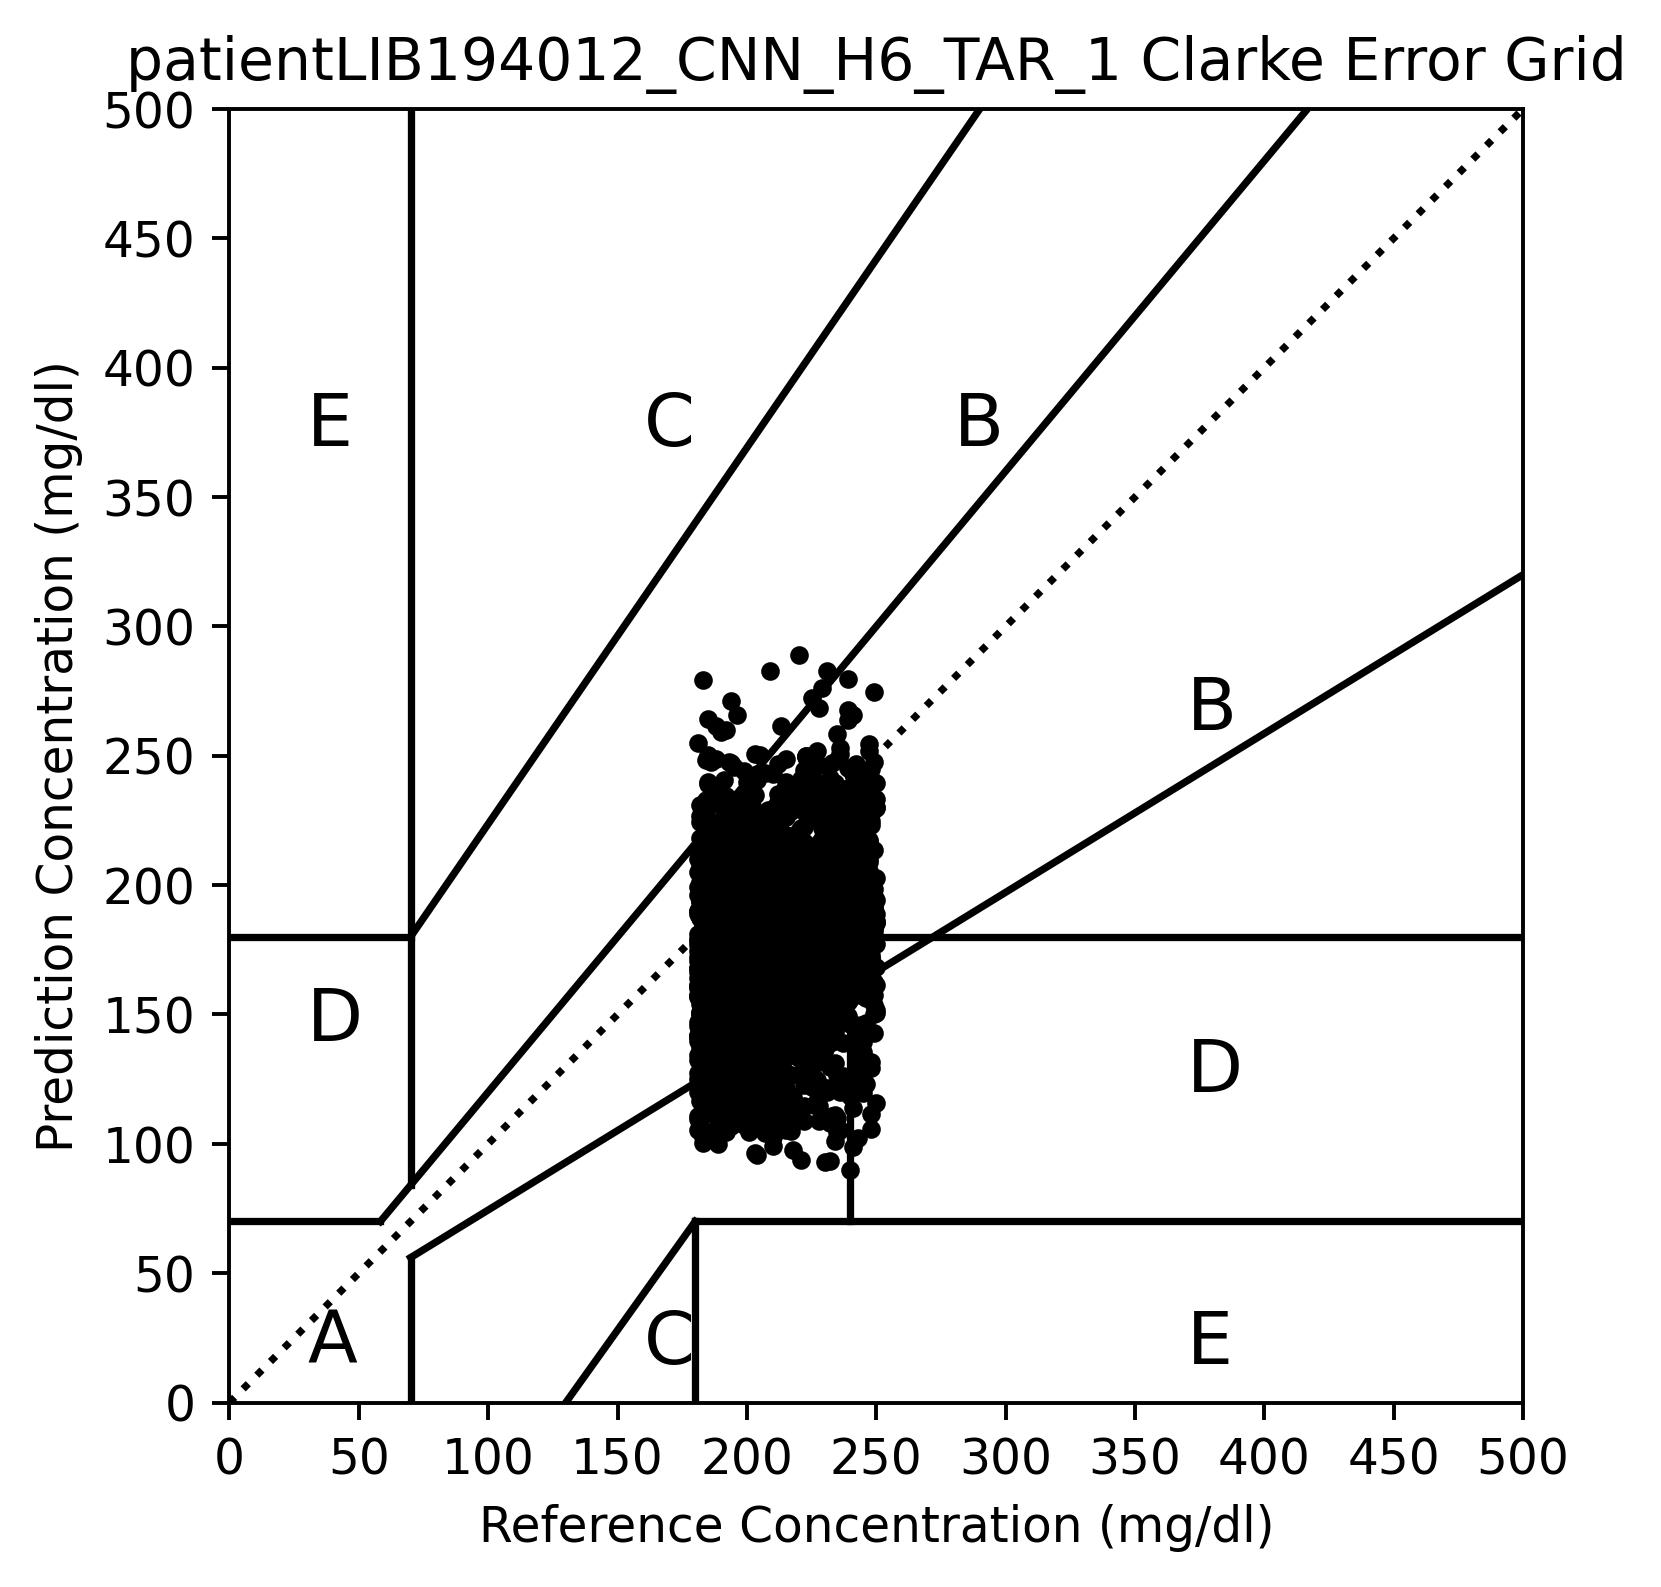 patientLIB194012_CNN_H6_TAR_1 Clarke Error Grid
500
450
400
350
300
250
200
150
100
50
0
Prediction Concentration (mg/dl)
E
C
B
B
D
D
A
C
E
0 50 100 150 200 250 300 350 400 450 500
Reference Concentration (mg/dl)